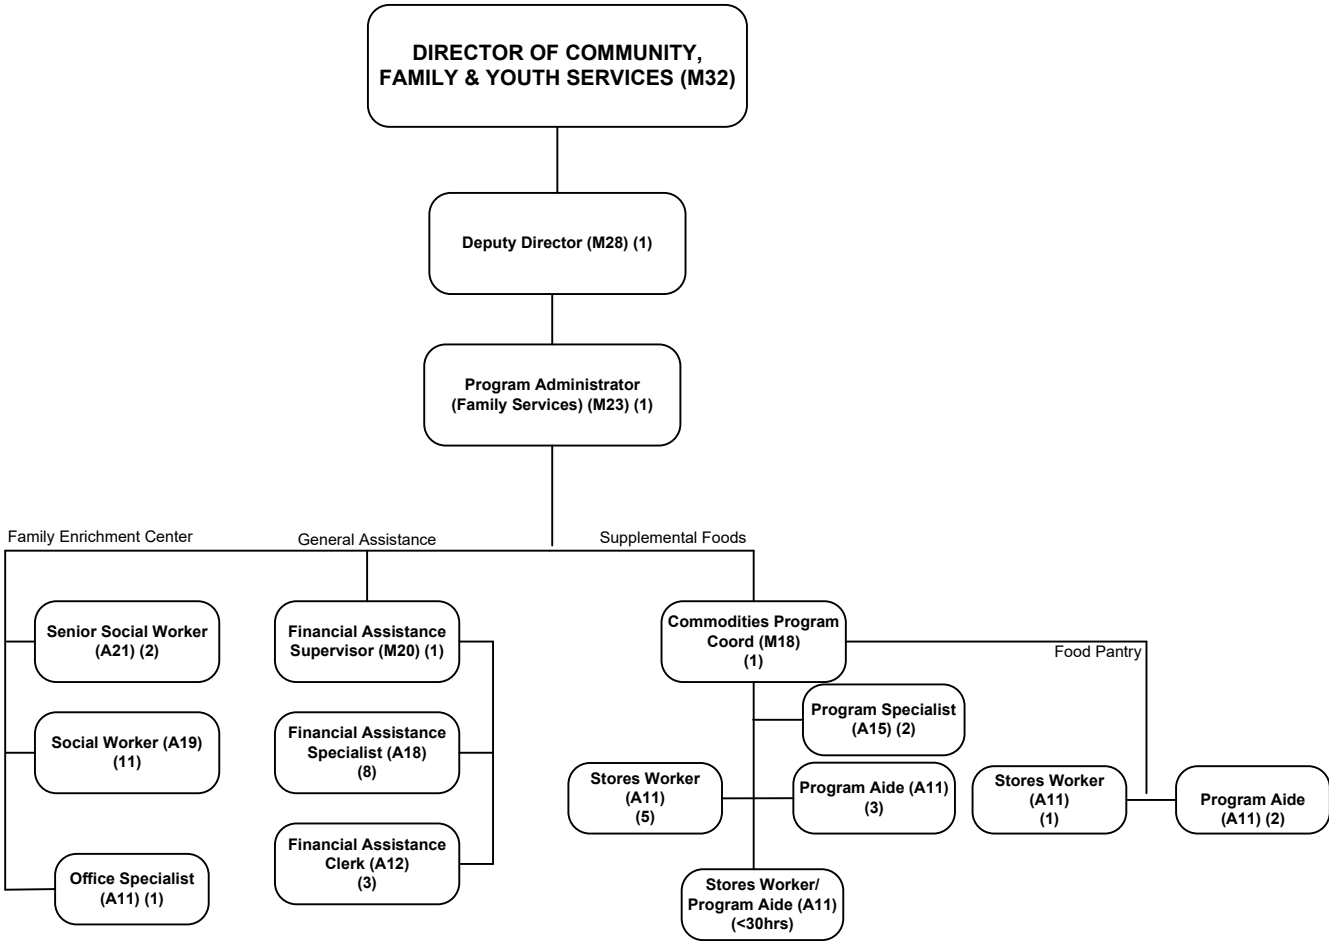 DIRECTOR OF COMMUNITY,
FAMILY & YOUTH SERVICES (M32)
Deputy Director (M28) (1)
Program Administrator
(Family Services) (M23) (1)
Family Enrichment Center
General Assistance
Supplemental Foods
Senior Social Worker
(A21) (2)
Social Worker (A19)
(11)
Office Specialist
(A11) (1)
Financial Assistance
Supervisor (M20) (1)
Financial Assistance
Specialist (A18)
(8)
Financial Assistance
Clerk (A12)
(3)
Commodities Program
Coord (M18)
(1)
Food Pantry
Program Specialist
(A15) (2)
Stores Worker
(A11)
(5)
Program Aide (A11)
(3)
Stores Worker/
Program Aide (A11)
(<30hrs)
Stores Worker
(A11)
(1)
Program Aide
(A11) (2)